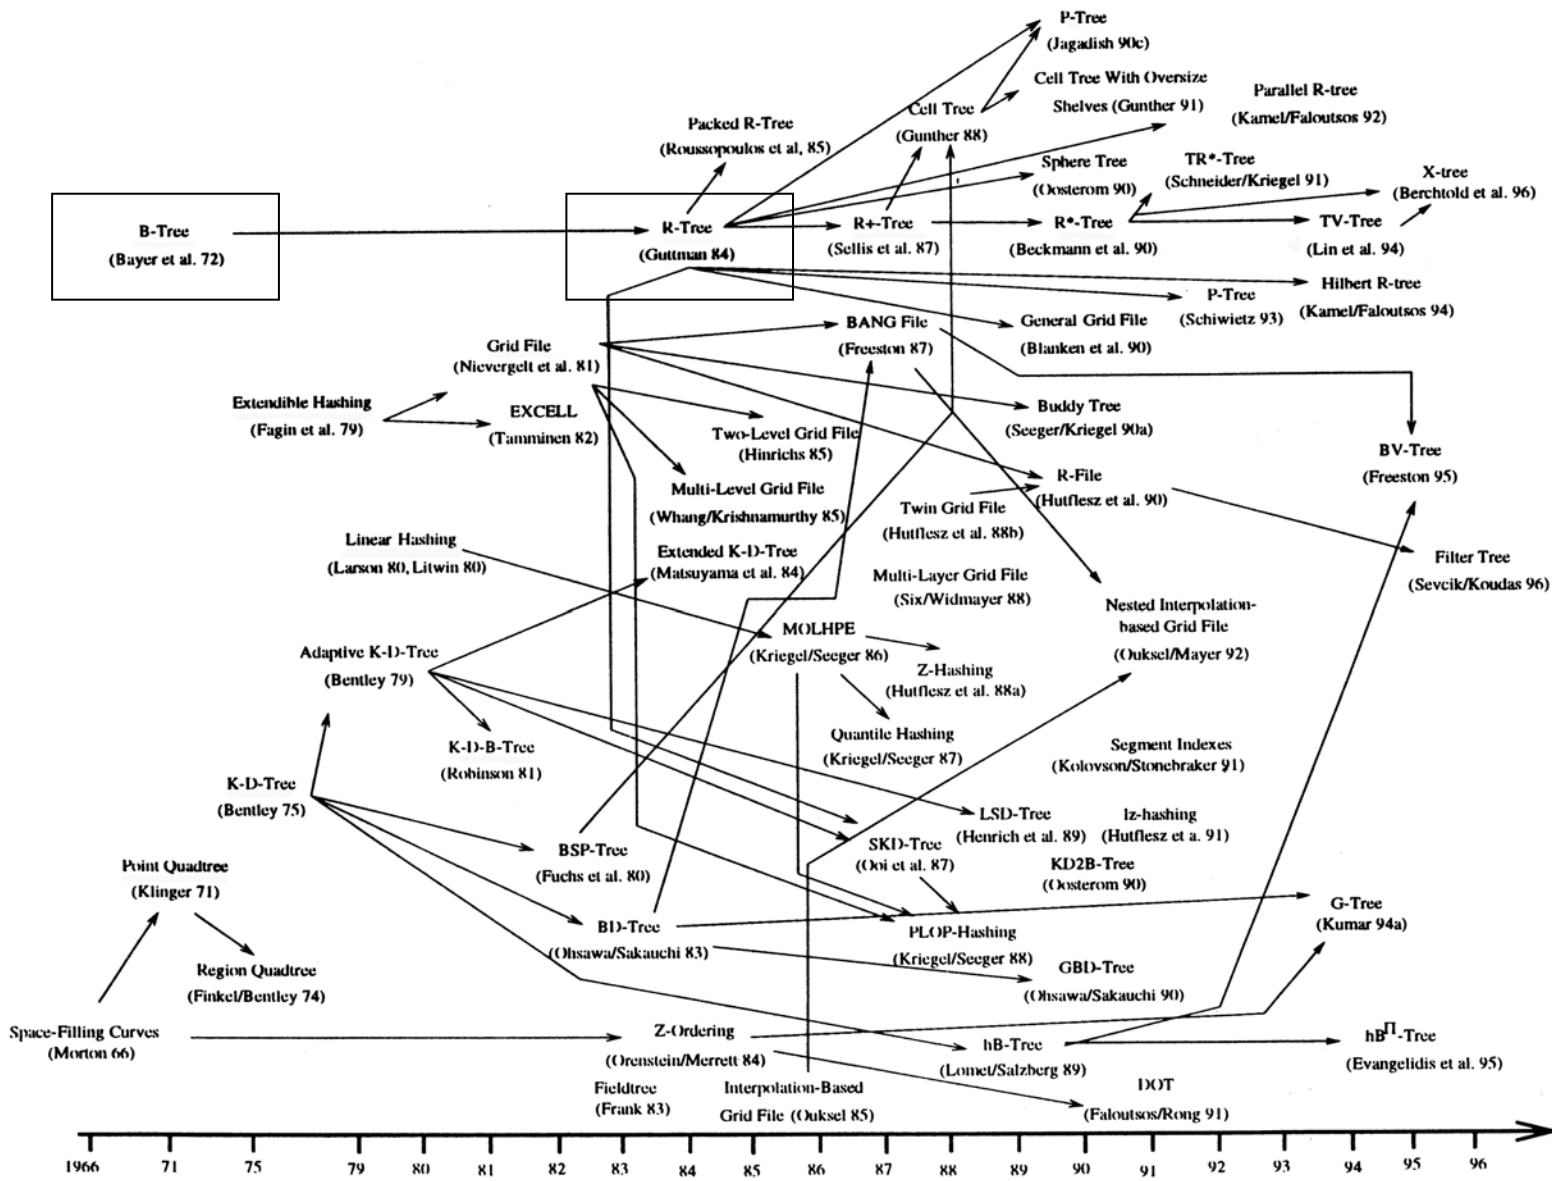 P-Tree
(Jagadish 90c)
Cell Tree With Oversize
Shelves (Gunther 91)
Parallel R-tree
(Kamel/Faloutsos 92)
Cell Tree
(Gunther 88)
Packed R-Tree
(Roussopoulos et al, 85)
Sphere Tree
(Oosterom 90)
TR*-Tree
(Schneider/Kriegel 91)
X-tree
(Berchtold et al. 96)
B-Tree
(Bayer et al. 72)
R-Tree
(Guttman 84)
R+-Tree
(Sellis et al. 87)
R*-Tree
(Beckmann et al. 90)
TV-Tree
(Lin et al. 94)
P-Tree
(Schiwietz 93)
Hilbert R-tree
(Kamel/Faloutsos 94)
BANG File
(Freeston 87)
General Grid File
(Blanken et al. 90)
Grid File
(Nievergelt et al. 81)
Extendible Hashing
(Fagin et al. 79)
EXCELL
(Tamminen 82)
Two-Level Grid File
(Hinrichs 85)
Buddy Tree
(Seeger/Kriegel 90a)
BV-Tree
(Freeston 95)
Multi-Level Grid File
(Whang/Krishnamurthy 85)
R-File
(Hutflesz et al. 90)
Twin Grid File
(Hutflesz et al. 88b)
Linear Hashing
(Larson 80, Litwin 80)
Extended K-D-Tree
(Matsuyama et al. 84)
Multi-Layer Grid File
(Six/Widmayer 88)
Filter Tree
(Sevcik/Koudas 96)
Nested Interpolation-
based Grid File
(Ouksel/Mayer 92)
MOLHPE
(Kriegel/Seeger 86)
Adaptive K-D-Tree
(Bentley 79)
Z-Hashing
(Hutflesz et al. 88a)
Quantile Hashing
(Kriegel/Seeger 87)
K-D-B-Tree
(Robinson 81)
Segment Indexes
(Kolovson/Stonebraker 91)
K-D-Tree
(Bentley 75)
LSD-Tree
(Henrich et al. 89)
Iz-hashing
(Hutflesz et a. 91)
BSP-Tree
(Fuchs et al. 80)
SKD-Tree
(Ooi et al. 87)
KD2B-Tree
(Oosterom 90)
Point Quadtree
(Klinger 71)
G-Tree
(Kumar 94a)
BD-Tree
(Ohsawa/Sakauchi 83)
PLOP-Hashing
(Kriegel/Seeger 88)
Region Quadtree
(Finkel/Bentley 74)
GBD-Tree
(Ohsawa/Sakauchi 90)
Space-Filling Curves
(Morton 66)
Z-Ordering
(Orenstein/Merrett 84)
hB-Tree
(Lomet/Salzberg 89)
hBΠ-Tree
(Evangelidis et al. 95)
Fieldtree
(Frank 83)
Interpolation-Based
Grid File (Ouksel 85)
DOT
(Faloutsos/Rong 91)
1966 71 75 79 80 81 82 83 84 85 86 87 88 89 90 91 92 93 94 95 96